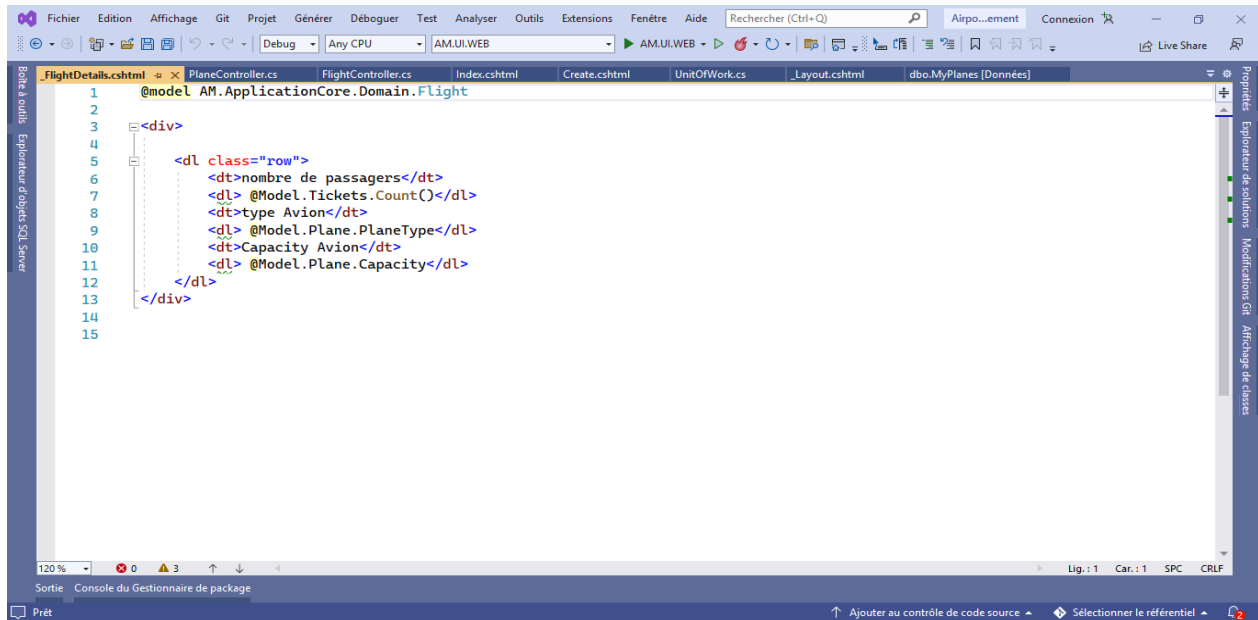 Fichier Edition Affichage Git Projet Générer Déboguer Test Analyser Outils Extensions Fenêtre Aide Rechercher (Ctrl+Q) Airpo...ement Connexion
Debug Any CPU AM.UI.WEB AM.UI.WEB Live Share
_FlightDetails.cshtml PlaneController.cs FlightController.cs Index.cshtml Create.cshtml UnitOfWork.cs _Layout.cshtml dbo.MyPlanes [Données]
Boîte à outils
Explorateur d'objets SQL Server
1 @model AM.ApplicationCore.Domain.Flight
2
3 <div>
4
5 <dl class="row">
6 <dt>nombre de passagers</dt>
7 <dl> @Model.Tickets.Count()</dl>
8 <dt>type Avion</dt>
9 <dl> @Model.Plane.PlaneType</dl>
10 <dt>Capacity Avion</dt>
11 <dl> @Model.Plane.Capacity</dl>
12 </dl>
13 </div>
14
15
Propriétés
Explorateur de solutions
Modifications Git
Affichage de classes
120 % 0 3 Lig. : 1 Car. : 1 SPC CRLF
Sortie Console du Gestionnaire de package
Prêt Ajouter au contrôle de code source Sélectionner le référentiel 2